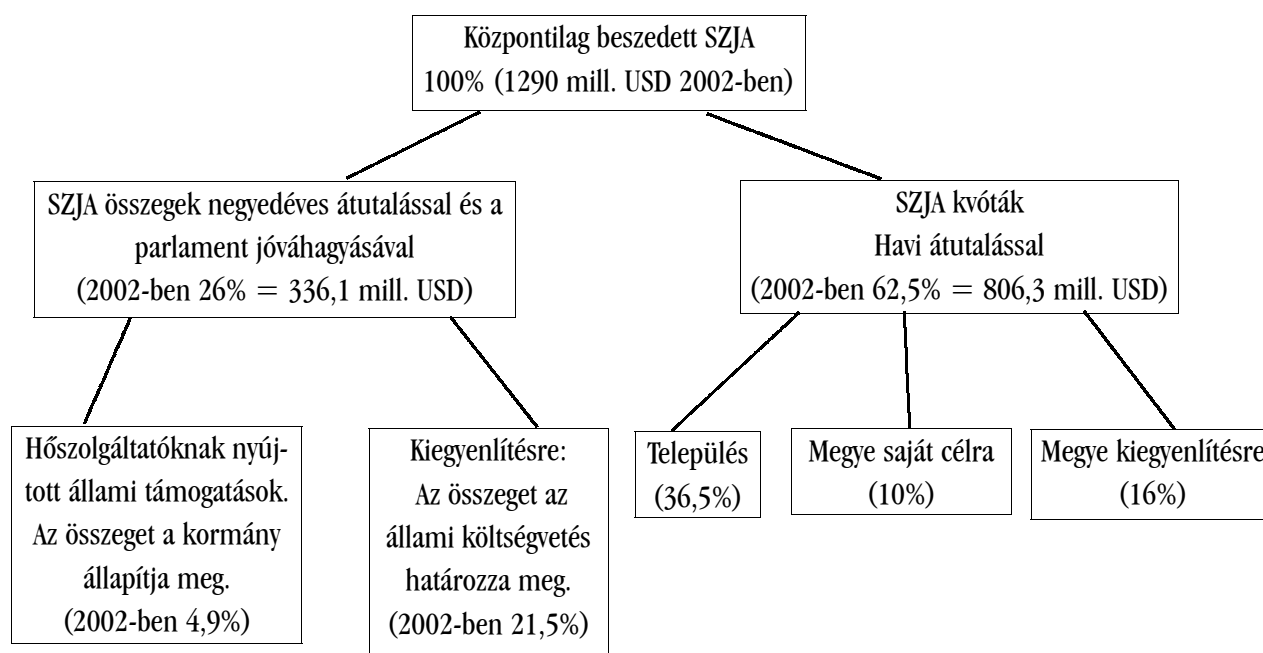 Központilag beszedett SZJA
100% (1290 mill. USD 2002-ben)
SZJA összegek negyedéves átutalással és a
parlament jóváhagyásával
(2002-ben 26% = 336,1 mill. USD)
SZJA kvóták
Havi átutalással
(2002-ben 62,5% = 806,3 mill. USD)
Hőszolgáltatóknak nyúj-
tott állami támogatások.
Az összeget a kormány
állapítja meg.
(2002-ben 4,9%)
Kiegyenlítésre:
Az összeget az
állami költségvetés
határozza meg.
(2002-ben 21,5%)
Település
(36,5%)
Megye saját célra
(10%)
Megye kiegyenlítésre
(16%)